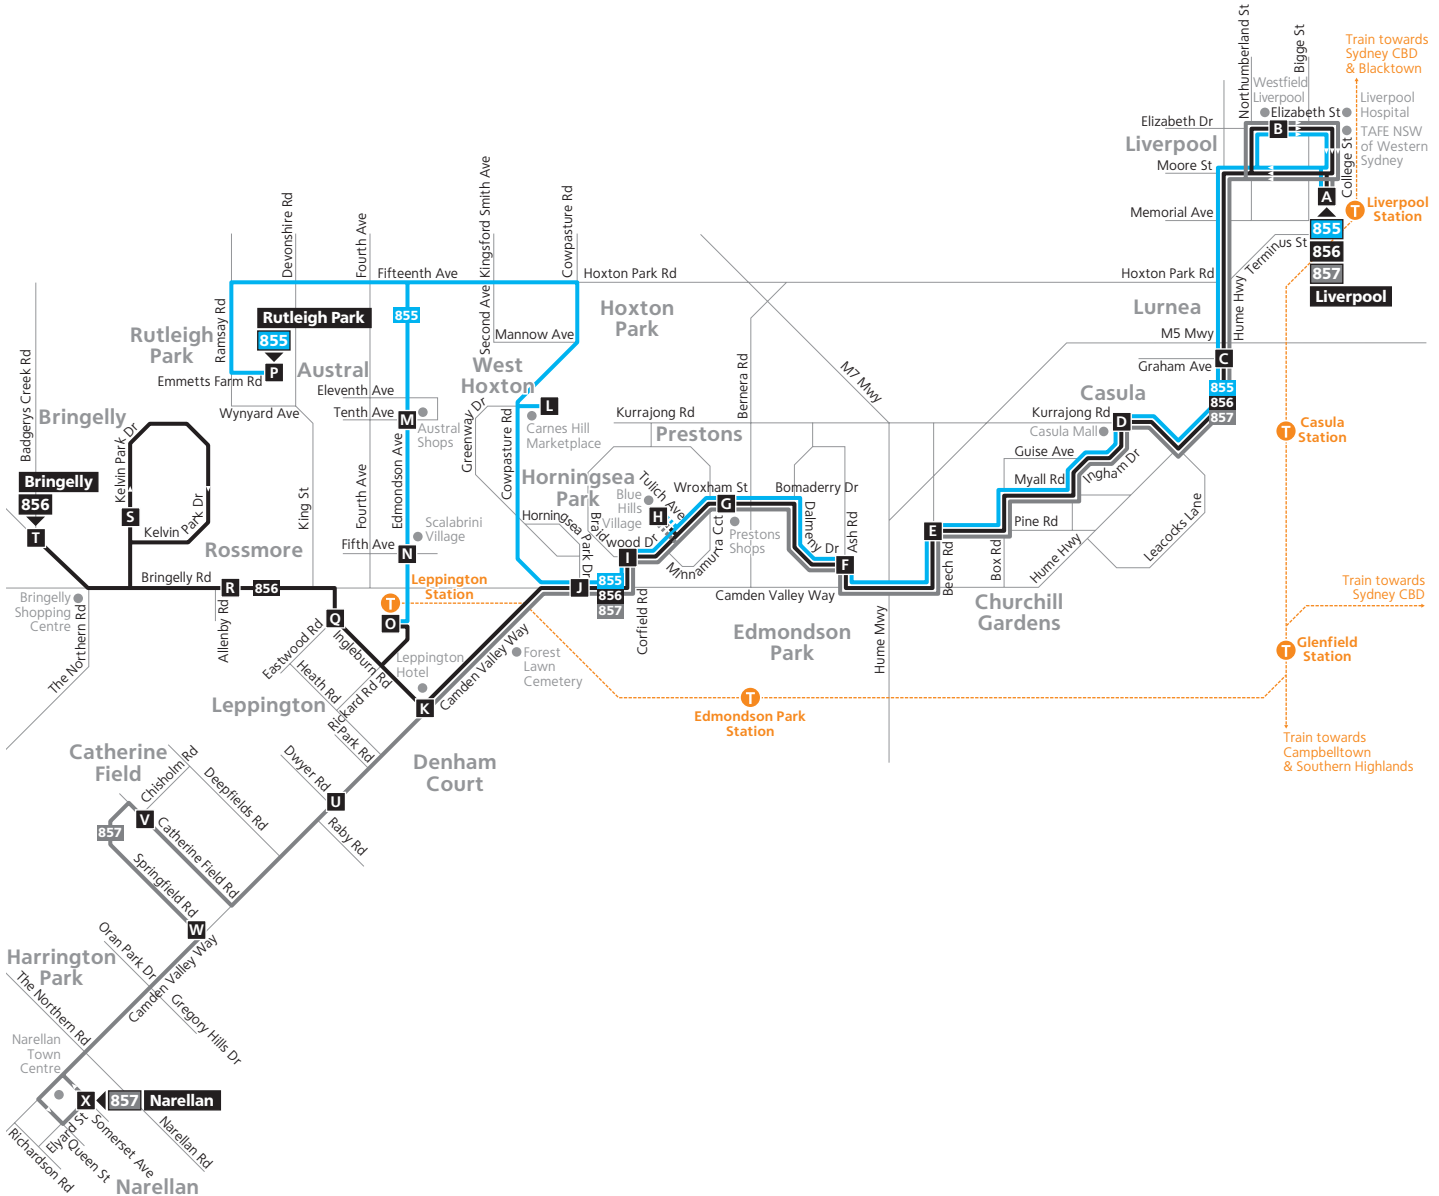 Northumberland St
Bigge St
Train towards
Sydney CBD
& Blacktown
Westfield
Liverpool
Liverpool
Hospital
Elizabeth St
Elizabeth Dr
B
TAFE NSW
of Western
Sydney
Liverpool
College St
Moore St
A
Memorial Ave
T
Liverpool
Station
855
856
857
Liverpool
Terminus St
Hoxton Park Rd
Hume Hwy
Lurnea
M5 Mwy
C
Graham Ave
855
856
857
Devonshire Rd
Fourth Ave
Kingsford Smith Ave
Cowpasture Rd
Fifteenth Ave
Second Ave
Hoxton Park Rd
Ramsay Rd
Rutleigh Park
855
P
Rutleigh
Park
Emmetts Farm Rd
Wynyard Ave
855
Mannow Ave
Hoxton
Park
Austral
Eleventh Ave
Tenth Ave
M
Austral
Shops
West
Hoxton
L
Carnes Hill
Marketplace
Greenway Dr
Cowpasture Rd
Bernera Rd
M7 Mwy
Kurrajong Rd
Prestons
Casula
Kurrajong Rd
D
Casula Mall
T
Casula
Station
Guise Ave
Myall Rd
Ingham Dr
Pine Rd
Box Rd
Hume Hwy
Leacocks Lane
Badgerys Creek Rd
Bringelly
Kelvin Park Dr
Bringelly
856
T
S
Kelvin Park Dr
Rossmore
King St
Fourth Ave
Edmondson Ave
Scalabrini
Village
Fifth Ave
N
Horningsea
Park
Horningsea Park Dr
Braidwood Dr
Tulich Ave
Blue
Hills
Village
H
Wroxham St
G
Prestons
Shops
Minnamurra Cct
Bomaderry Dr
Dalmeny Dr
Ash Rd
F
E
Beech Rd
I
Bringelly Rd
R
856
Bringelly
Shopping
Centre
The Northern Rd
Allenby Rd
Q
Leppington
Station
T
O
J
855
856
857
Corfield Rd
Camden Valley Way
Edmondson
Park
Hume Mwy
Churchill
Gardens
Train towards
Sydney CBD
T
Glenfield
Station
Eastwood Rd
Ingleburn Rd
Heath Rd
Rickard Rd
Leppington
Hotel
K
Camden Valley Way
Forest
Lawn
Cemetery
T
Edmondson Park
Station
Leppington
Park Rd
Denham
Court
Train towards
Campbelltown
& Southern Highlands
Catherine
Field
Chisholm Rd
Deepfields Rd
Dwyer Rd
U
Raby Rd
857
V
Catherine Field Rd
Springfield Rd
W
Oran Park Dr
Camden Valley Way
Gregory Hills Dr
Harrington
Park
The Northern Rd
Narellan
Town
Centre
X
857
Narellan
Elyard St
Somerset Ave
Queen St
Richardson Rd
Narellan Rd
Narellan